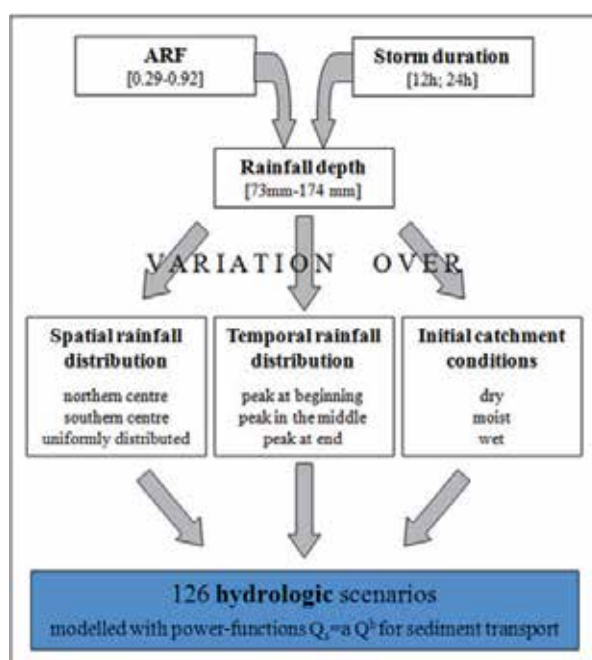 ARF
[0.29-0.92]
Storm duration
[12h; 24h]
Rainfall depth
[73mm-174 mm]
VARIATION OVER
Spatial rainfall
distribution
northern centre
southern centre
uniformly distributed
Temporal rainfall
distribution
peak at beginning
peak in the middle
peak at end
Initial catchment
conditions
dry
moist
wet
126 hydrologic scenarios
modelled with power-functions Qₛ=a Qᵇ for sediment transport